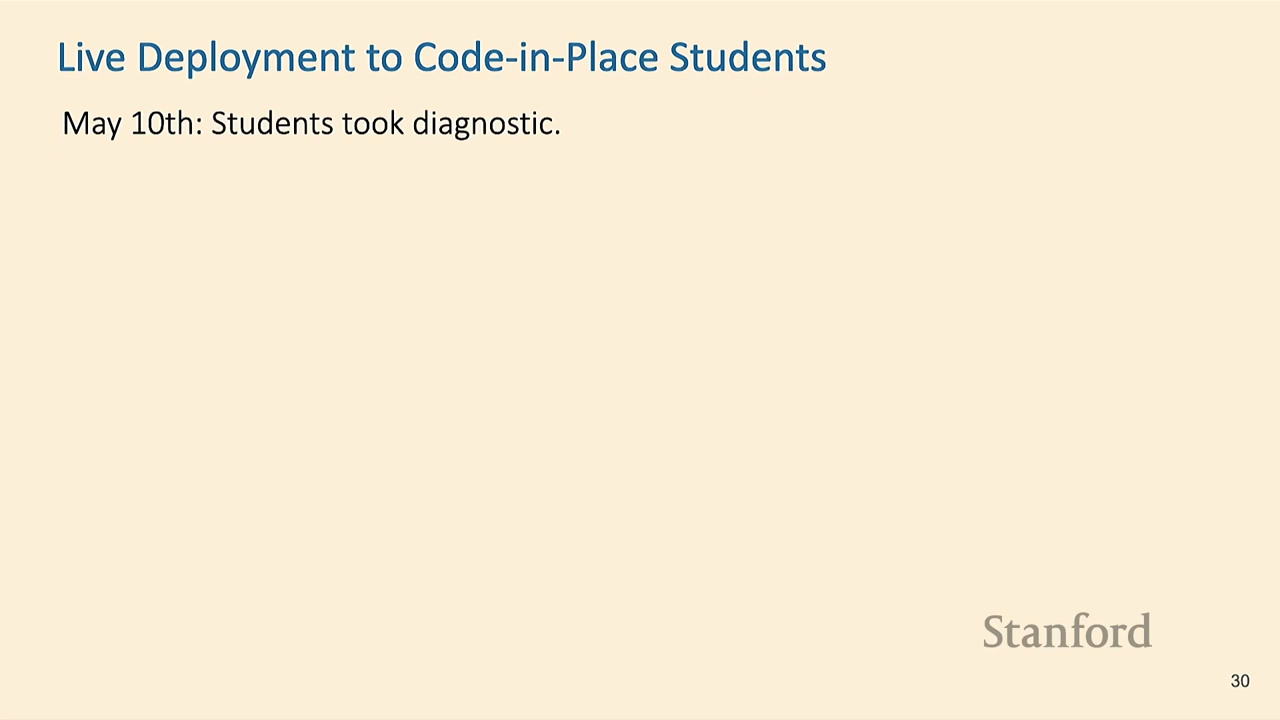 Live Deployment to Code-in-Place Students
May 10th: Students took diagnostic.
Stanford
30